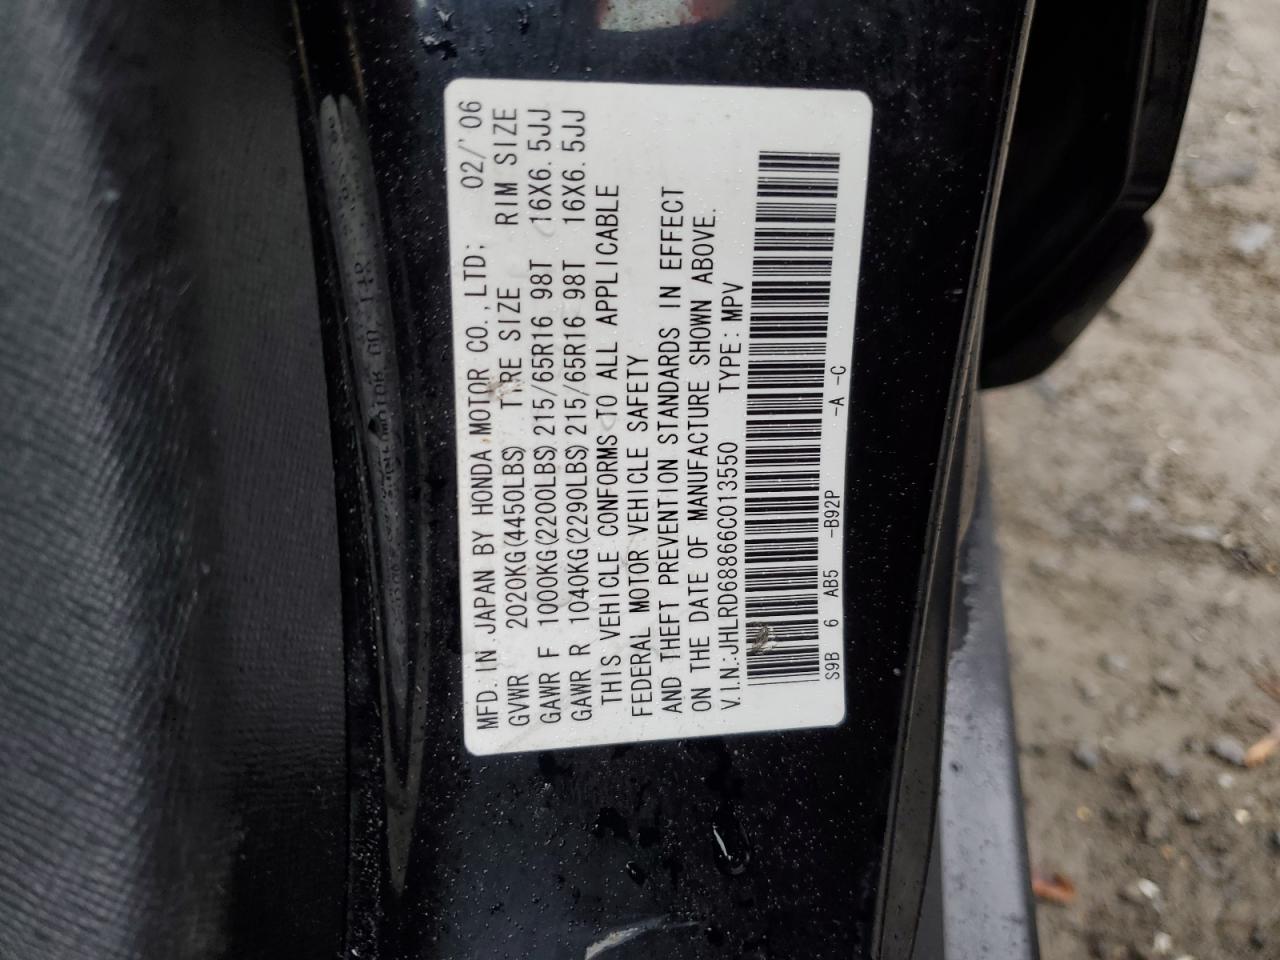 MFD. IN JAPAN BY HONDA MOTOR CO.,LTD; 02/'06
GVWR 2020KG(4450LBS) TYRE SIZE RIM SIZE
GAWR F 1000KG(2200LBS)215/65R16 98T 16X6.5JJ
GAWR R 1040KG(2290LBS)215/65R16 98T 16X6.5JJ
THIS VEHICLE CONFORMS TO ALL APPLICABLE
FEDERAL MOTOR VEHICLE SAFETY
AND THEFT PREVENTION STANDARDS IN EFFECT
ON THE DATE OF MANUFACTURE SHOWN ABOVE.
V.I.N.:JHLRD68866C013550 TYPE:MPV
S9B 6 AB5 -B92P -A -C